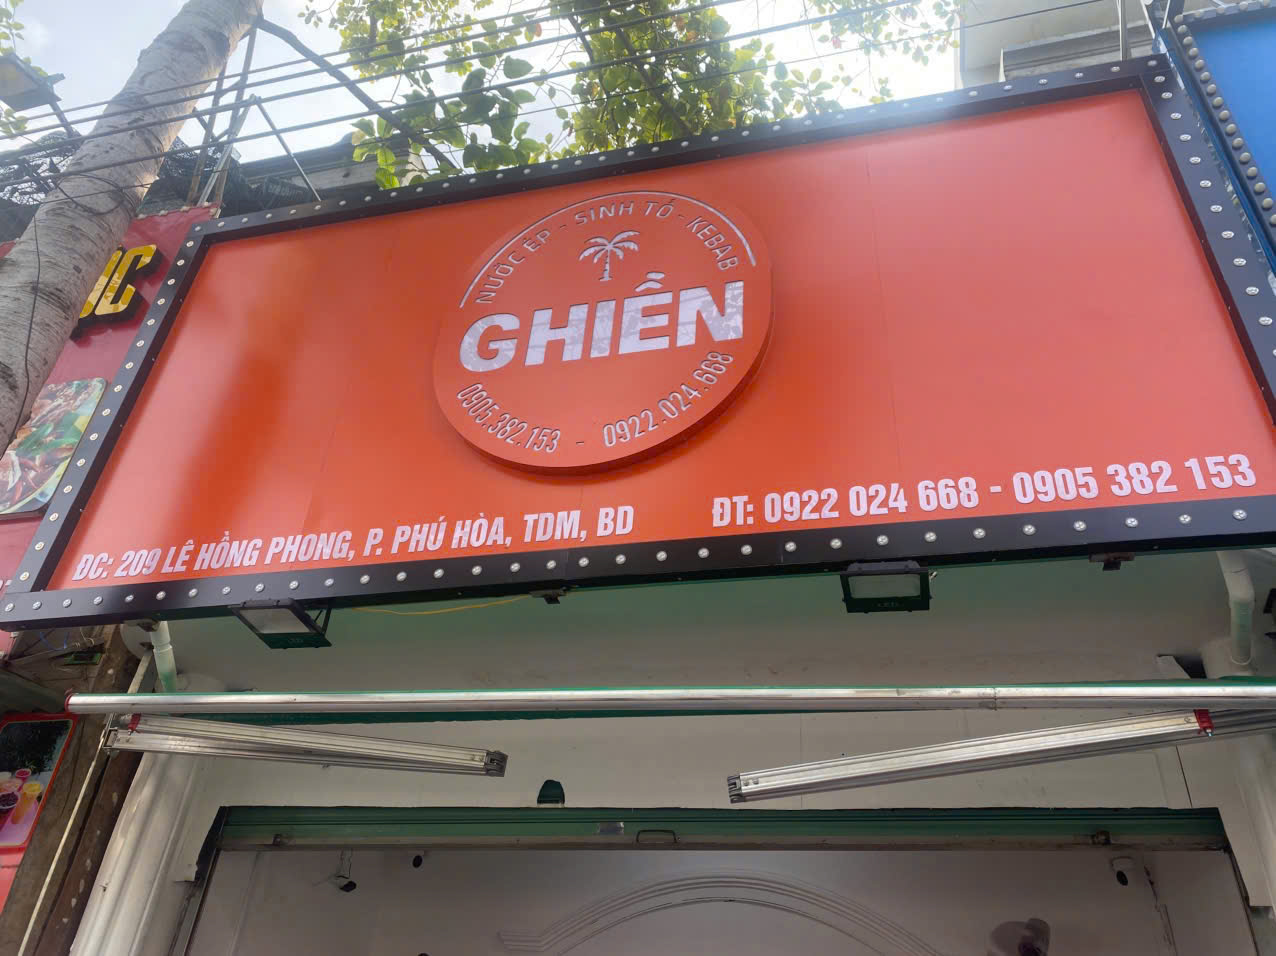 NƯỚC ÉP - SINH TỐ - KEBAB
GHIỀN
0905.382.153 - 0922.024.668
ĐC: 209 LÊ HỒNG PHONG, P. PHÚ HÒA, TDM, BD
ĐT: 0922 024 668 - 0905 382 153
LED